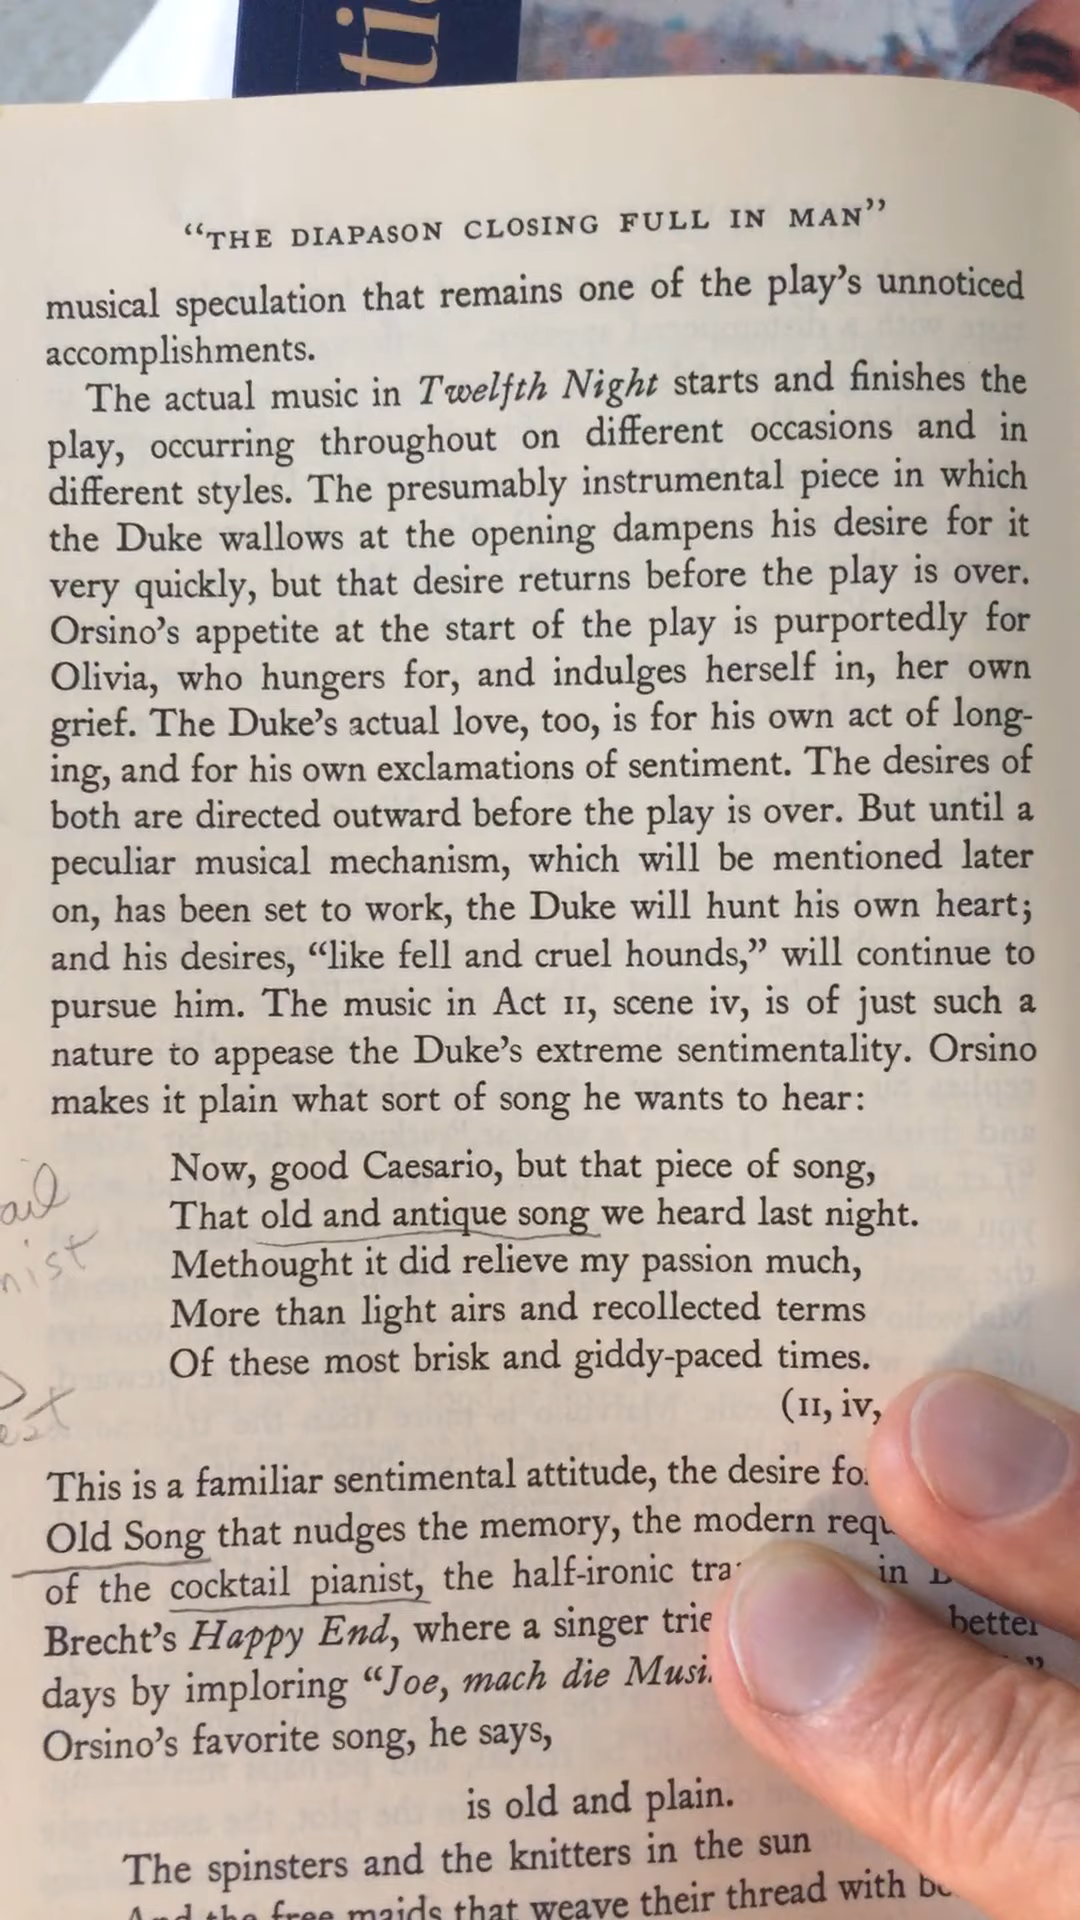 ti
“THE DIAPASON CLOSING FULL IN MAN”
musical speculation that remains one of the play’s unnoticed
accomplishments.
The actual music in Twelfth Night starts and finishes the
play, occurring throughout on different occasions and in
different styles. The presumably instrumental piece in which
the Duke wallows at the opening dampens his desire for it
very quickly, but that desire returns before the play is over.
Orsino’s appetite at the start of the play is purportedly for
Olivia, who hungers for, and indulges herself in, her own
grief. The Duke’s actual love, too, is for his own act of long-
ing, and for his own exclamations of sentiment. The desires of
both are directed outward before the play is over. But until a
peculiar musical mechanism, which will be mentioned later
on, has been set to work, the Duke will hunt his own heart;
and his desires, “like fell and cruel hounds,” will continue to
pursue him. The music in Act II, scene iv, is of just such a
nature to appease the Duke’s extreme sentimentality. Orsino
makes it plain what sort of song he wants to hear:
Now, good Caesario, but that piece of song,
That old and antique song we heard last night.
Methought it did relieve my passion much,
More than light airs and recollected terms
Of these most brisk and giddy-paced times.
(II, iv,
This is a familiar sentimental attitude, the desire
Old Song that nudges the memory, the modern
of the cocktail pianist, the half-ironic in
Brecht’s Happy End, where a singer better
days by imploring “Joe, mach die ”
Orsino’s favorite song, he says,
is old and plain.
The spinsters and the knitters in the sun
And the free maids that weave their thread with